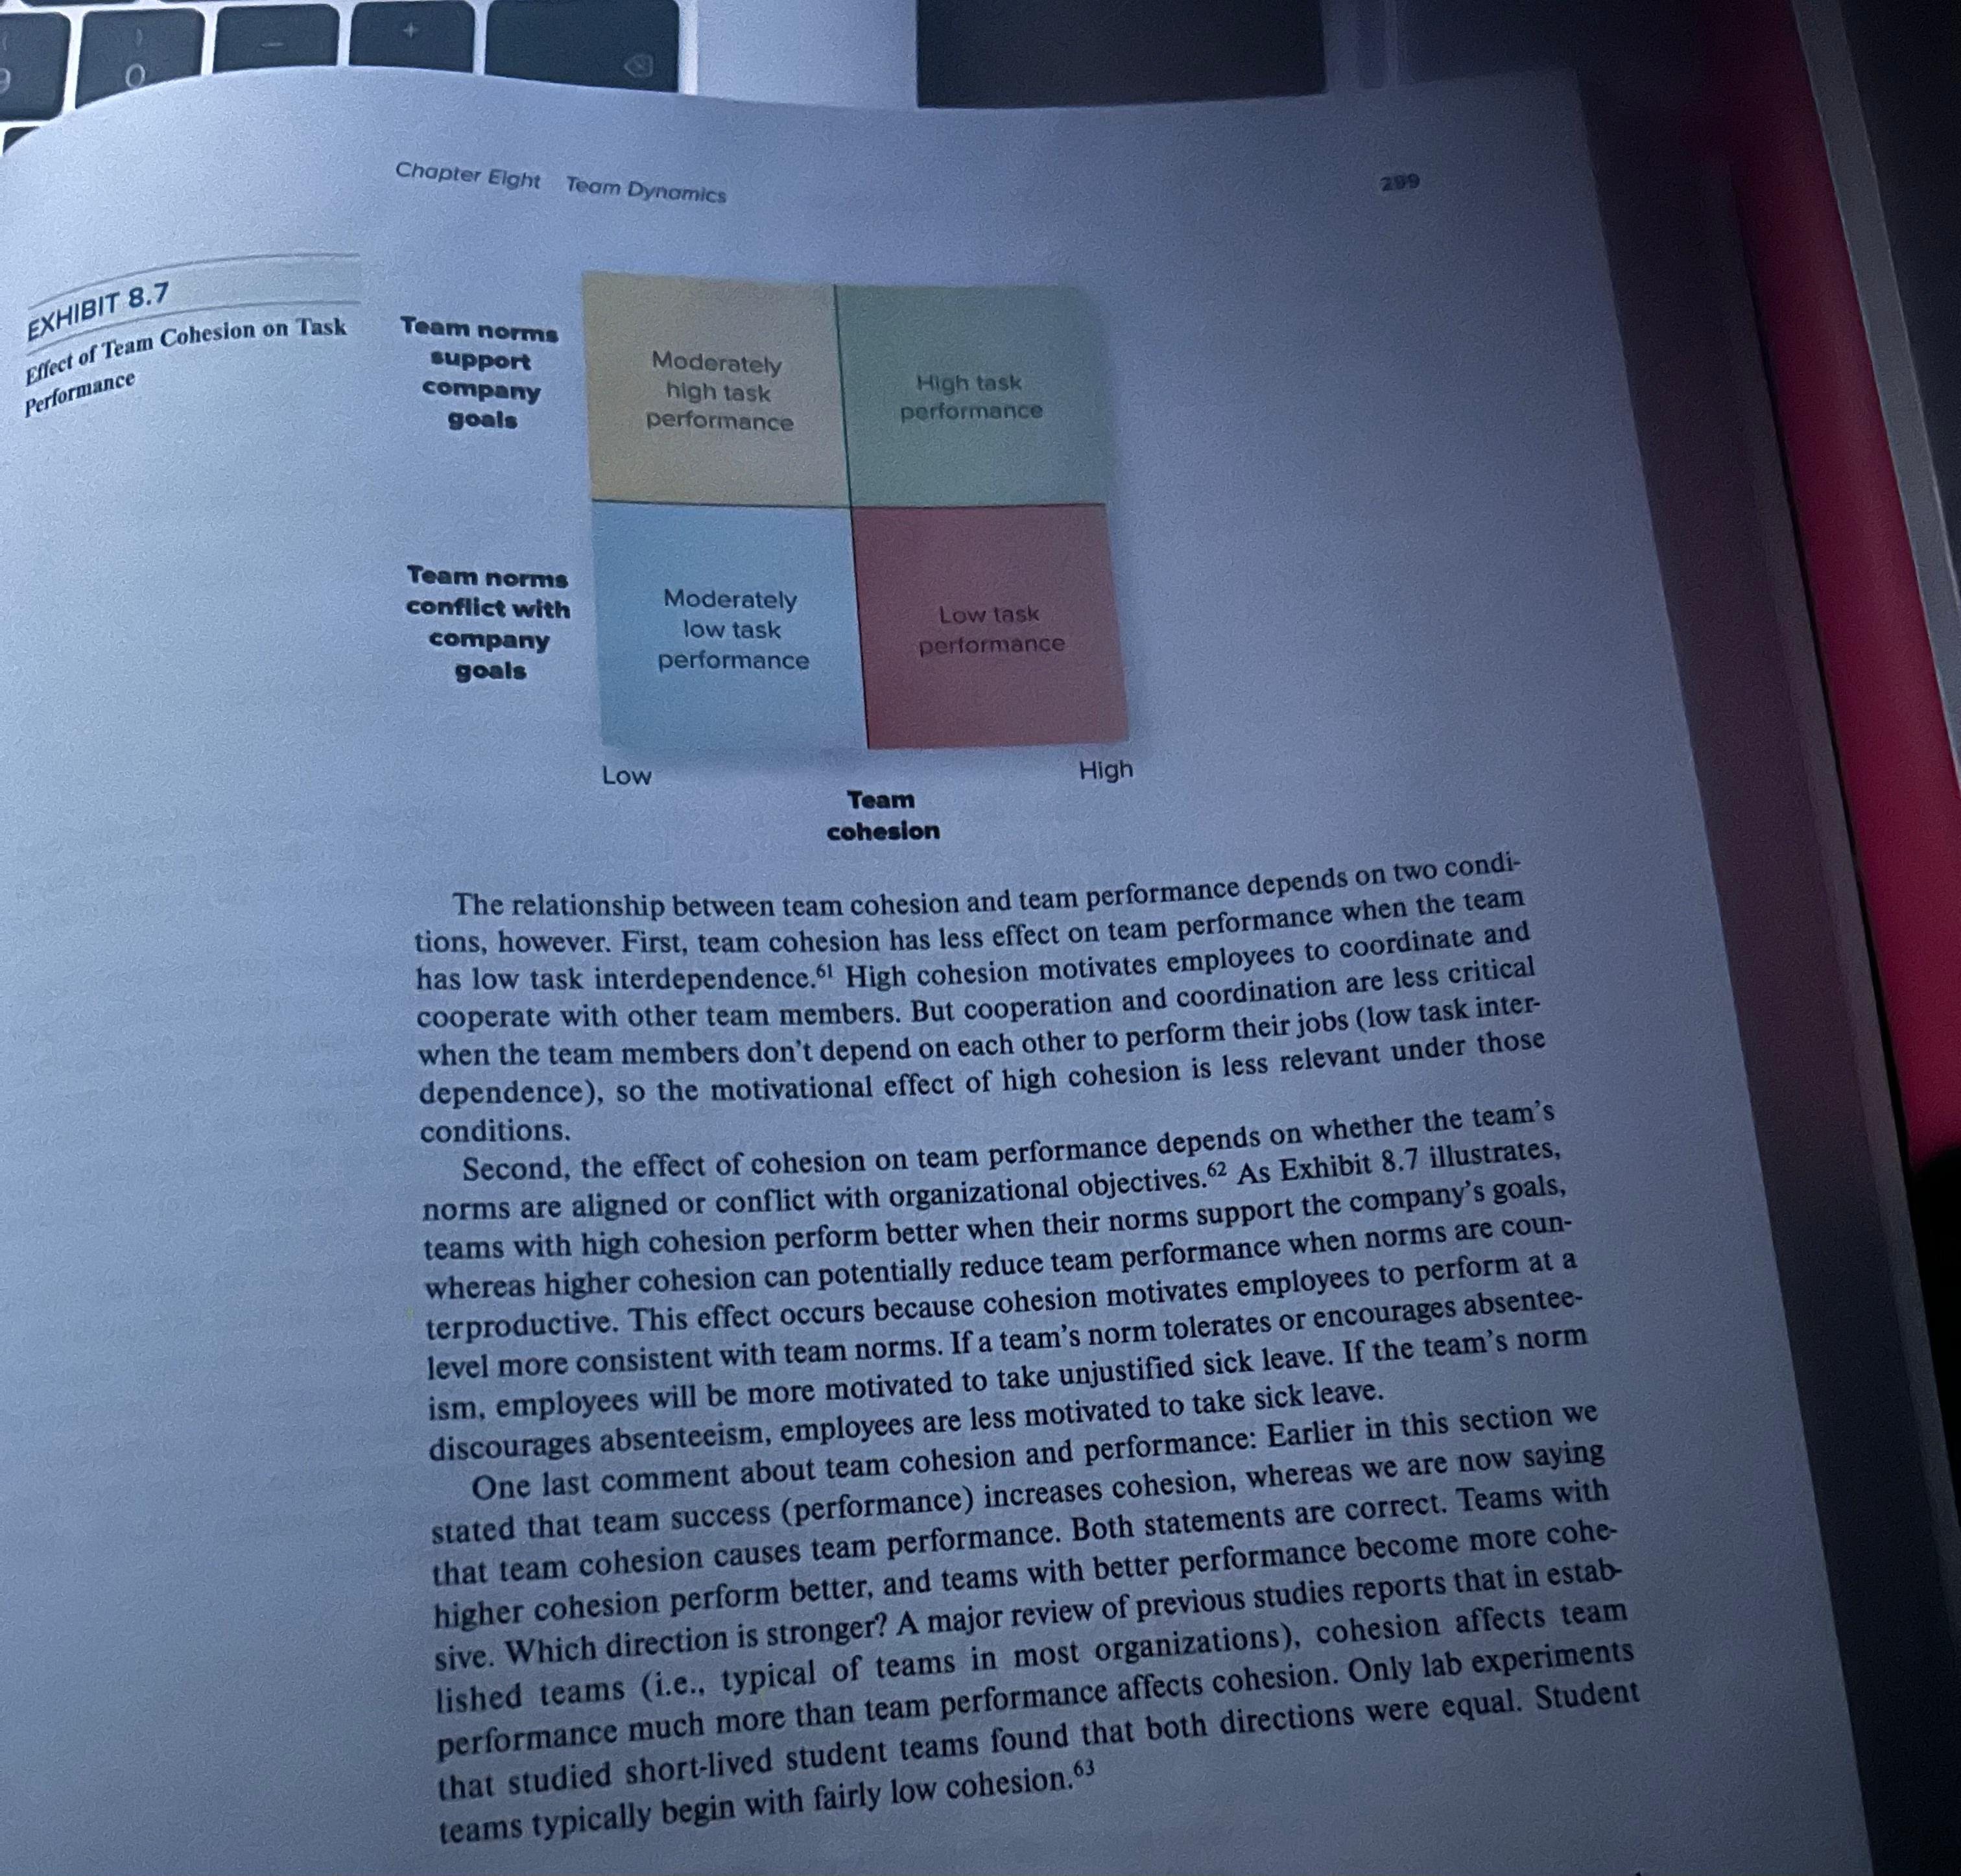 )
0
—
+
Chapter Eight Team Dynamics
299
EXHIBIT 8.7
Effect of Team Cohesion on Task
Performance
Team norms
support
company
goals
Moderately
high task
performance
High task
performance
Team norms
conflict with
company
goals
Moderately
low task
performance
Low task
performance
Low
High
Team
cohesion
The relationship between team cohesion and team performance depends on two condi-
tions, however. First, team cohesion has less effect on team performance when the team
has low task interdependence.61 High cohesion motivates employees to coordinate and
cooperate with other team members. But cooperation and coordination are less critical
when the team members don't depend on each other to perform their jobs (low task inter-
dependence), so the motivational effect of high cohesion is less relevant under those
conditions.
Second, the effect of cohesion on team performance depends on whether the team's
norms are aligned or conflict with organizational objectives.62 As Exhibit 8.7 illustrates,
teams with high cohesion perform better when their norms support the company's goals,
whereas higher cohesion can potentially reduce team performance when norms are coun-
terproductive. This effect occurs because cohesion motivates employees to perform at a
level more consistent with team norms. If a team's norm tolerates or encourages absentee-
ism, employees will be more motivated to take unjustified sick leave. If the team's norm
discourages absenteeism, employees are less motivated to take sick leave.
One last comment about team cohesion and performance: Earlier in this section we
stated that team success (performance) increases cohesion, whereas we are now saying
that team cohesion causes team performance. Both statements are correct. Teams with
higher cohesion perform better, and teams with better performance become more cohe-
sive. Which direction is stronger? A major review of previous studies reports that in estab-
lished teams (i.e., typical of teams in most organizations), cohesion affects team
performance much more than team performance affects cohesion. Only lab experiments
that studied short-lived student teams found that both directions were equal. Student
teams typically begin with fairly low cohesion.63